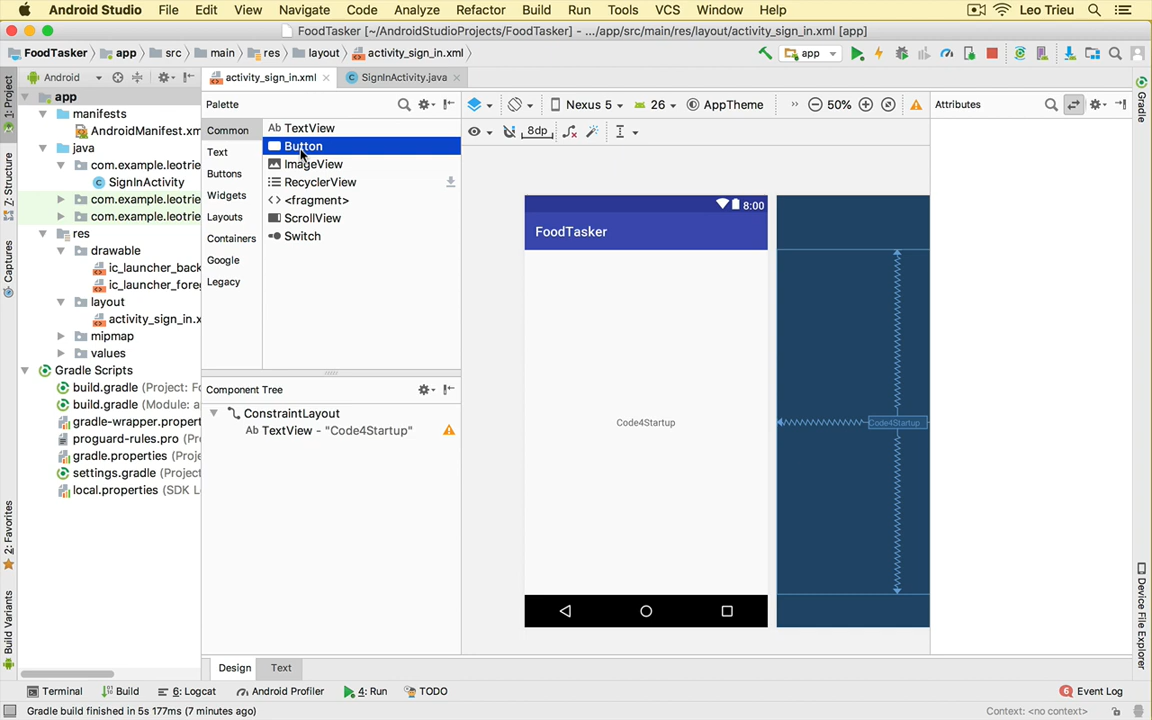 Android Studio File Edit View Navigate Code Analyze Refactor Build Run Tools VCS Window Help Leo Trieu
FoodTasker [~/AndroidStudioProjects/FoodTasker] - .../app/src/main/res/layout/activity_sign_in.xml [app]
FoodTasker app src main res layout activity_sign_in.xml app
Android activity_sign_in.xml SignInActivity.java
1: Project
Z: Structure
Captures
2: Favorites
Build Variants
app
manifests
AndroidManifest.xm
java
com.example.leotrie
SignInActivity
com.example.leotrie
com.example.leotrie
res
drawable
ic_launcher_back
ic_launcher_foreg
layout
activity_sign_in.x
mipmap
values
Gradle Scripts
build.gradle (Project: Fo
build.gradle (Module: a
gradle-wrapper.propert
proguard-rules.pro (Pro
gradle.properties (Projec
settings.gradle (Project
local.properties (SDK L
Palette
Common
Text
Buttons
Widgets
Layouts
Containers
Google
Legacy
Ab TextView
Button
ImageView
RecyclerView
<fragment>
ScrollView
Switch
Component Tree
ConstraintLayout
Ab TextView - "Code4Startup"
Nexus 5 26 AppTheme 50%
8dp
8:00
FoodTasker
Code4Startup
Code4Startup
Attributes
Gradle
Device File Explorer
Design Text
Terminal Build 6: Logcat Android Profiler 4: Run TODO 6 Event Log
Gradle build finished in 5s 177ms (7 minutes ago) Context: <no context>